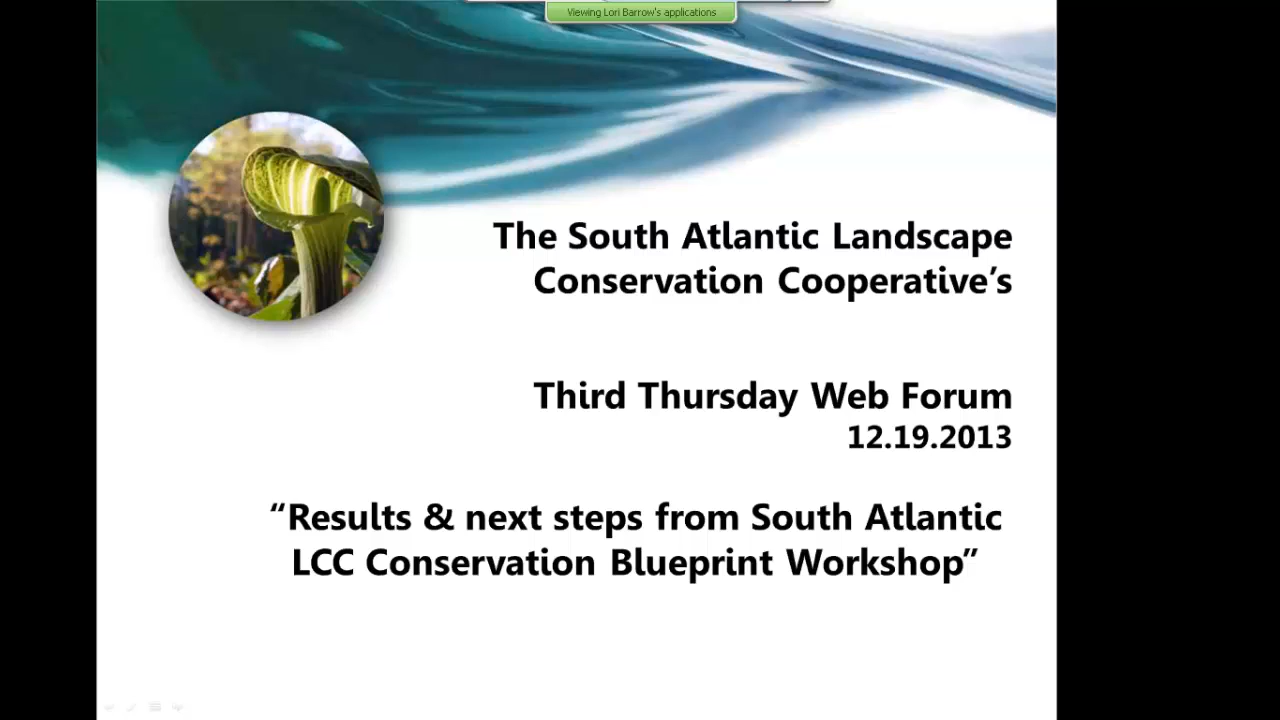 Viewing Lori Barrow's applications
The South Atlantic Landscape
Conservation Cooperative’s
Third Thursday Web Forum
12.19.2013
“Results & next steps from South Atlantic
LCC Conservation Blueprint Workshop”